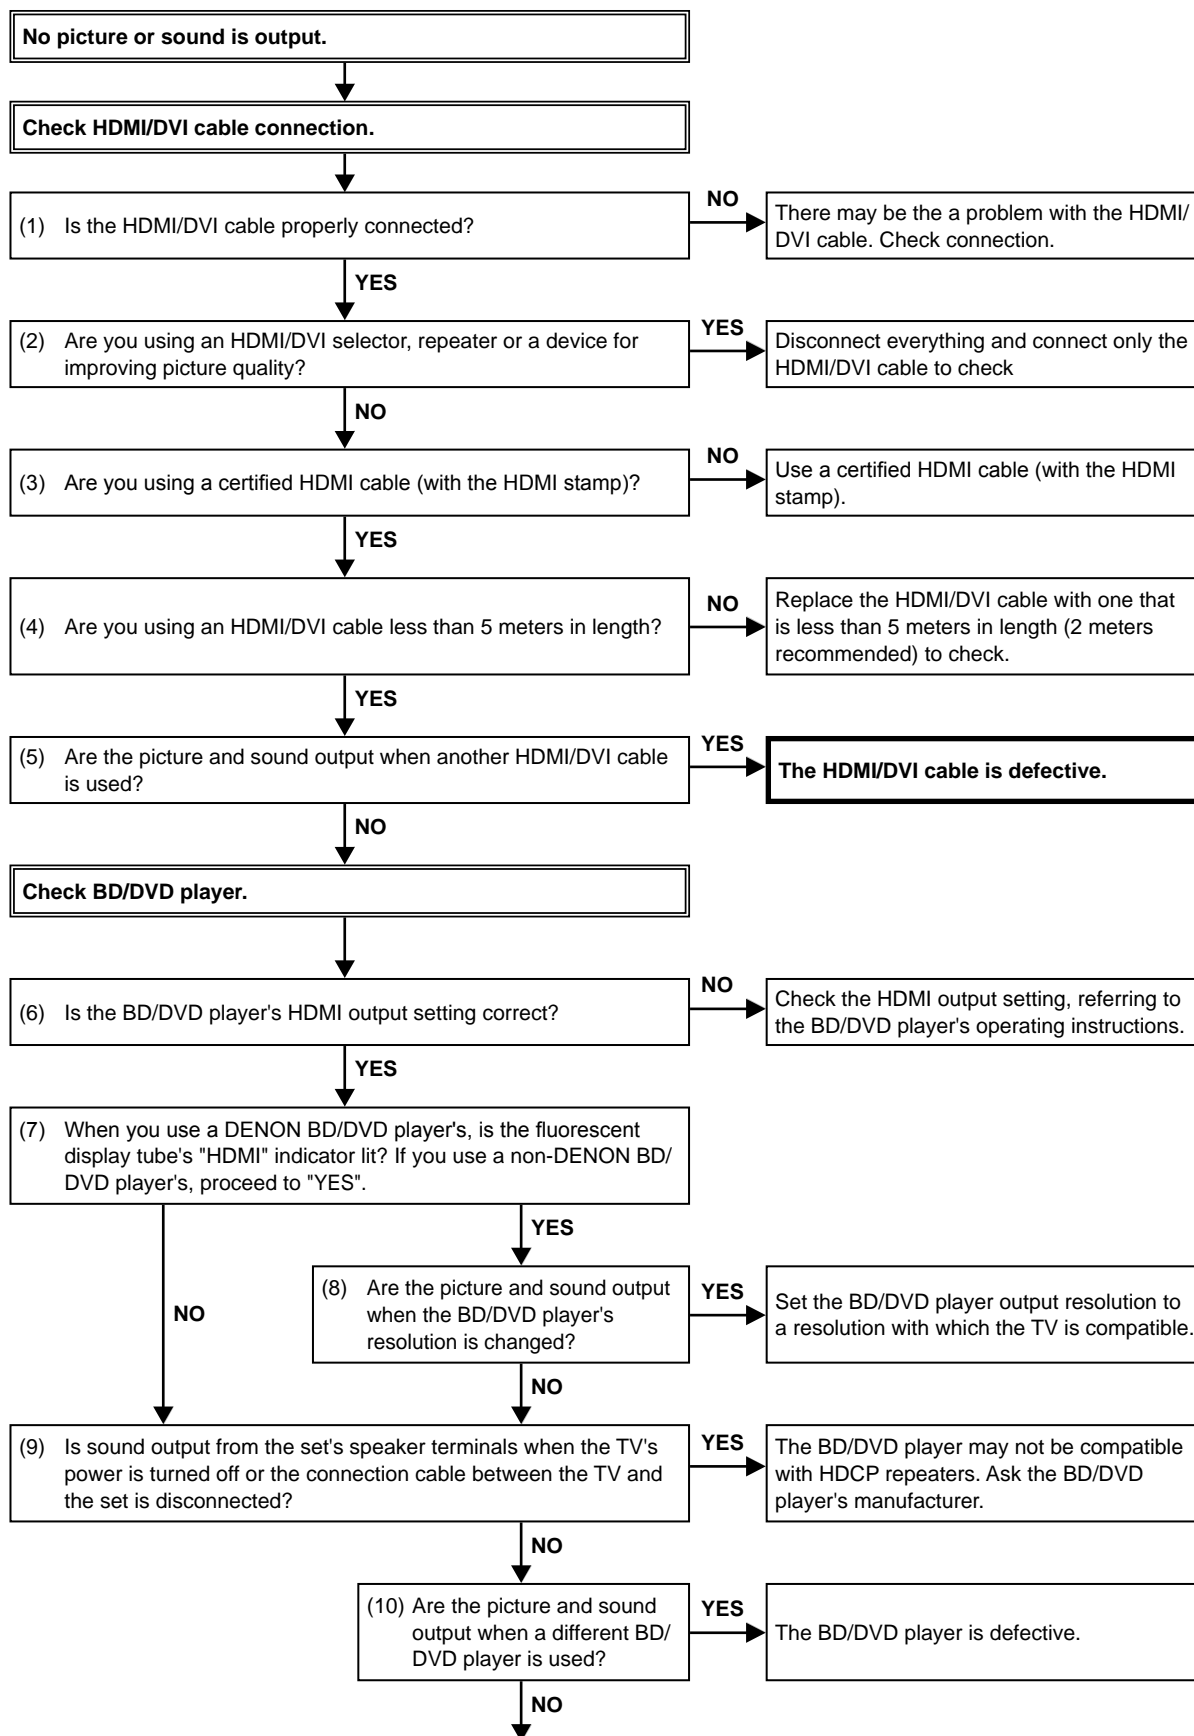 No picture or sound is output.
Check HDMI/DVI cable connection.
(1) Is the HDMI/DVI cable properly connected?
NO
There may be the a problem with the HDMI/
DVI cable. Check connection.
YES
(2) Are you using an HDMI/DVI selector, repeater or a device for
improving picture quality?
YES
Disconnect everything and connect only the
HDMI/DVI cable to check
NO
(3) Are you using a certified HDMI cable (with the HDMI stamp)?
NO
Use a certified HDMI cable (with the HDMI
stamp).
YES
(4) Are you using an HDMI/DVI cable less than 5 meters in length?
NO
Replace the HDMI/DVI cable with one that
is less than 5 meters in length (2 meters
recommended) to check.
YES
(5) Are the picture and sound output when another HDMI/DVI cable
is used?
YES
The HDMI/DVI cable is defective.
NO
Check BD/DVD player.
(6) Is the BD/DVD player's HDMI output setting correct?
NO
Check the HDMI output setting, referring to
the BD/DVD player's operating instructions.
YES
(7) When you use a DENON BD/DVD player's, is the fluorescent
display tube's "HDMI" indicator lit? If you use a non-DENON BD/
DVD player's, proceed to "YES".
YES
NO
(8) Are the picture and sound output
when the BD/DVD player's
resolution is changed?
YES
Set the BD/DVD player output resolution to
a resolution with which the TV is compatible.
NO
(9) Is sound output from the set's speaker terminals when the TV's
power is turned off or the connection cable between the TV and
the set is disconnected?
YES
The BD/DVD player may not be compatible
with HDCP repeaters. Ask the BD/DVD
player's manufacturer.
NO
(10) Are the picture and sound
output when a different BD/
DVD player is used?
YES
The BD/DVD player is defective.
NO